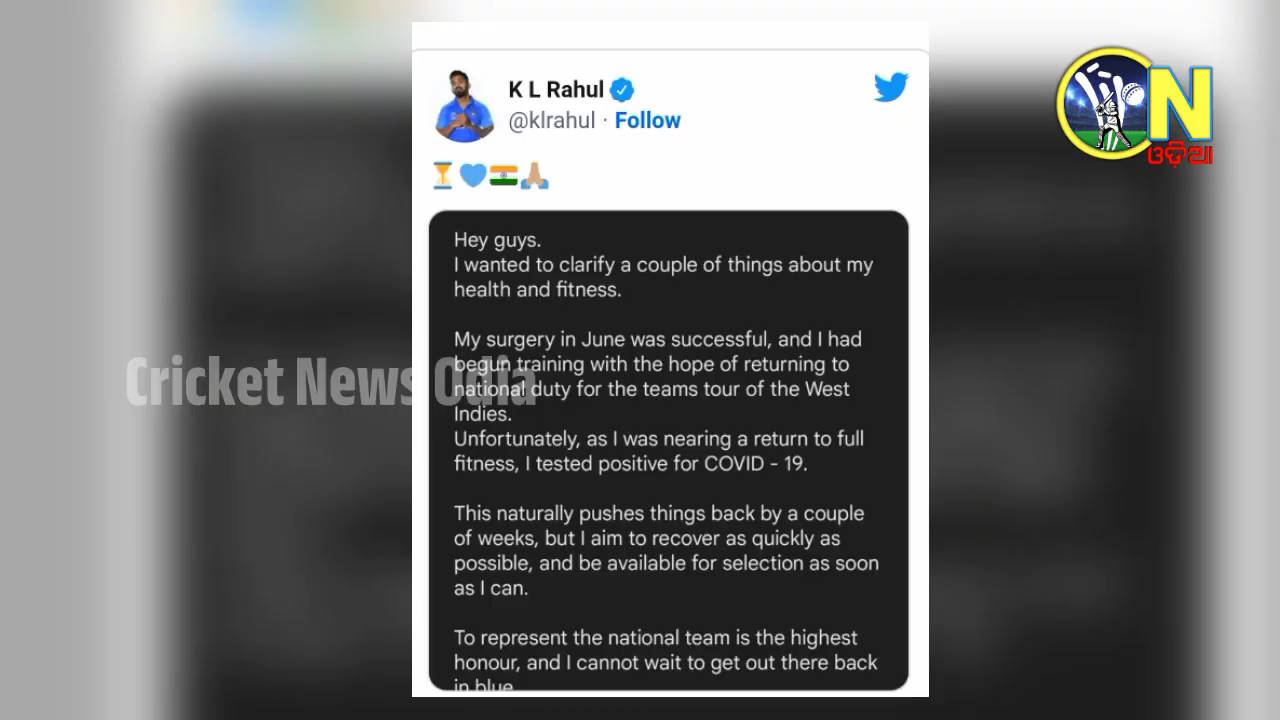 K L Rahul
@klrahul · Follow
N
ଓଡ଼ିଆ
⏳💙🇮🇳🙏🏽
Hey guys.
I wanted to clarify a couple of things about my
health and fitness.
My surgery in June was successful, and I had
begun training with the hope of returning to
national duty for the teams tour of the West
Indies.
Unfortunately, as I was nearing a return to full
fitness, I tested positive for COVID - 19.
This naturally pushes things back by a couple
of weeks, but I aim to recover as quickly as
possible, and be available for selection as soon
as I can.
To represent the national team is the highest
honour, and I cannot wait to get out there back
in blue
Cricket News Odia